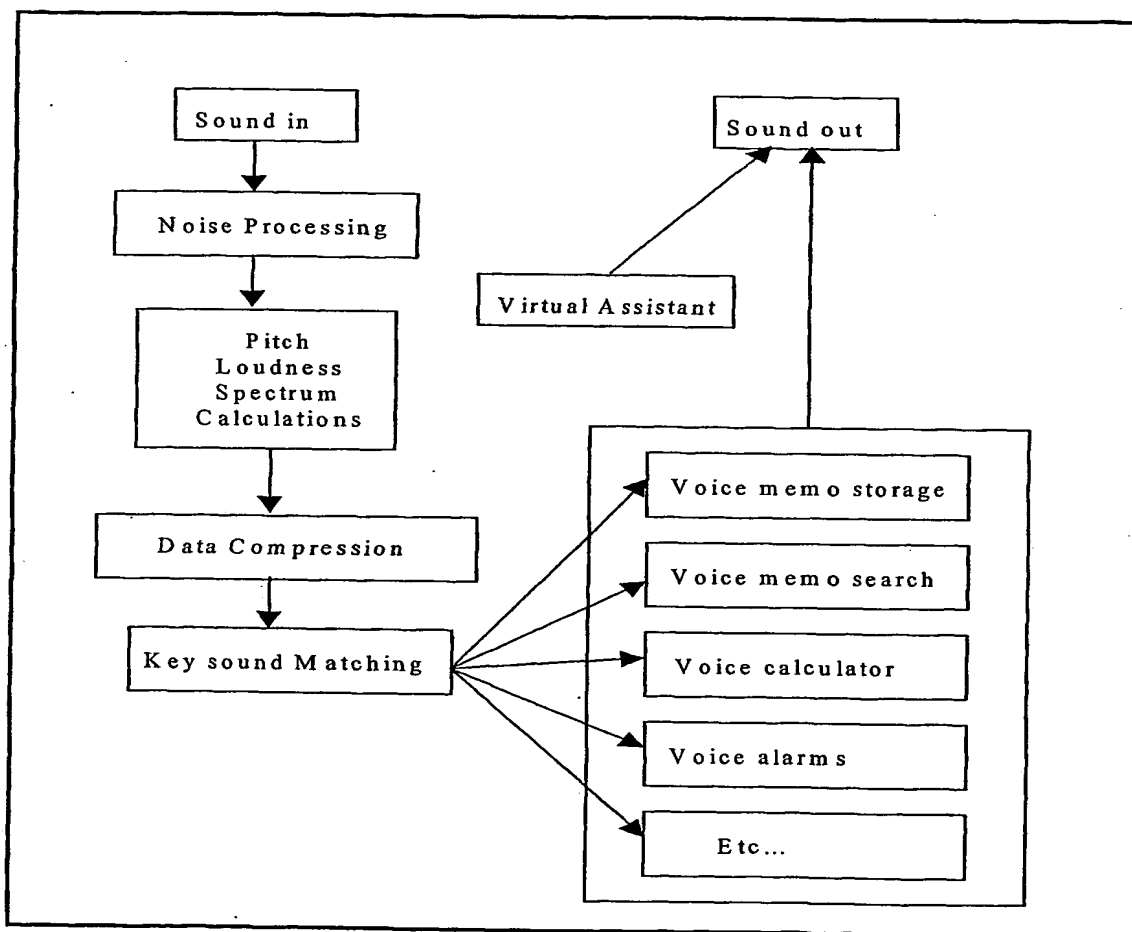 Sound in
Noise Processing
Pitch
Loudness
Spectrum
Calculations
Data Compression
Key sound Matching
Sound out
Virtual Assistant
Voice memo storage
Voice memo search
Voice calculator
Voice alarms
Etc...